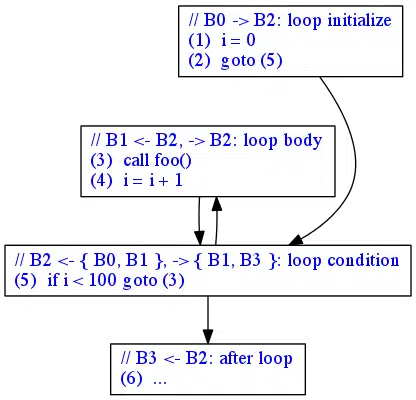 // B0 -> B2: loop initialize
(1) i = 0
(2) goto (5)
// B1 <- B2, -> B2: loop body
(3) call foo()
(4) i = i + 1
// B2 <- { B0, B1 }, -> { B1, B3 }: loop condition
(5) if i < 100 goto (3)
// B3 <- B2: after loop
(6) ...